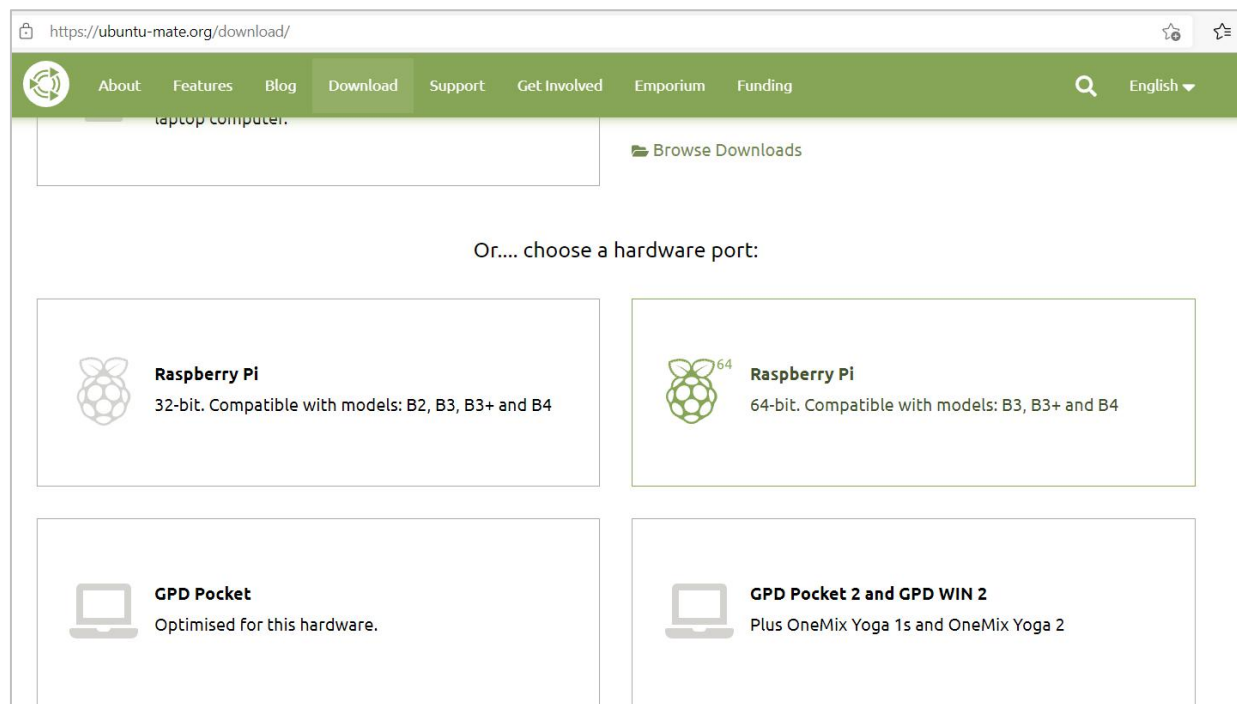 https://ubuntu-mate.org/download/
About Features Blog Download Support Get Involved Emporium Funding English
laptop computer.
Browse Downloads
Or.... choose a hardware port:
Raspberry Pi
32-bit. Compatible with models: B2, B3, B3+ and B4
64
Raspberry Pi
64-bit. Compatible with models: B3, B3+ and B4
GPD Pocket
Optimised for this hardware.
GPD Pocket 2 and GPD WIN 2
Plus OneMix Yoga 1s and OneMix Yoga 2